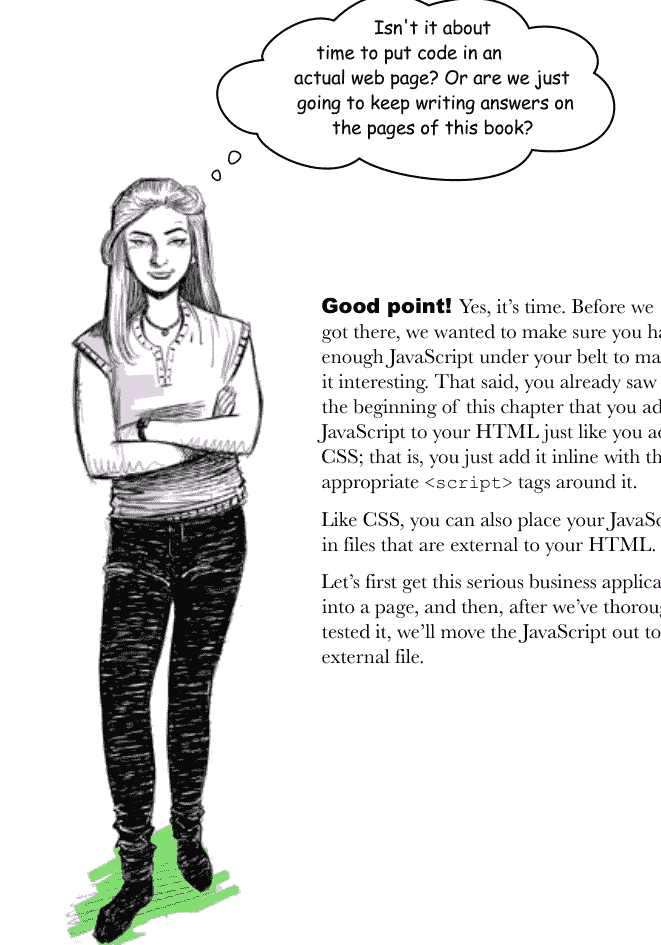 Isn't it about
time to put code in an
actual web page? Or are we just
going to keep writing answers on
the pages of this book?
Good point! Yes, it's time. Before we
got there, we wanted to make sure you ha
enough JavaScript under your belt to ma
it interesting. That said, you already saw
the beginning of this chapter that you ad
JavaScript to your HTML just like you ad
CSS; that is, you just add it inline with th
appropriate <script> tags around it.
Like CSS, you can also place your JavaSc
in files that are external to your HTML.
Let's first get this serious business applica
into a page, and then, after we've thoroug
tested it, we'll move the JavaScript out to
external file.